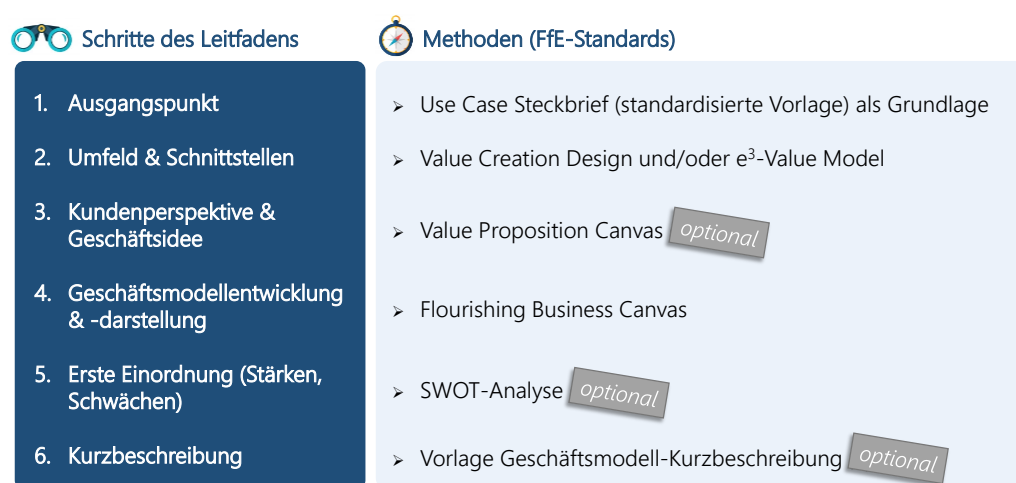 Schritte des Leitfadens
Methoden (FfE-Standards)
1. Ausgangspunkt
➢ Use Case Steckbrief (standardisierte Vorlage) als Grundlage
2. Umfeld & Schnittstellen
➢ Value Creation Design und/oder e³-Value Model
3. Kundenperspektive &
Geschäftsidee
➢ Value Proposition Canvas optional
4. Geschäftsmodellentwicklung
& -darstellung
➢ Flourishing Business Canvas
5. Erste Einordnung (Stärken,
Schwächen)
➢ SWOT-Analyse optional
6. Kurzbeschreibung
➢ Vorlage Geschäftsmodell-Kurzbeschreibung optional